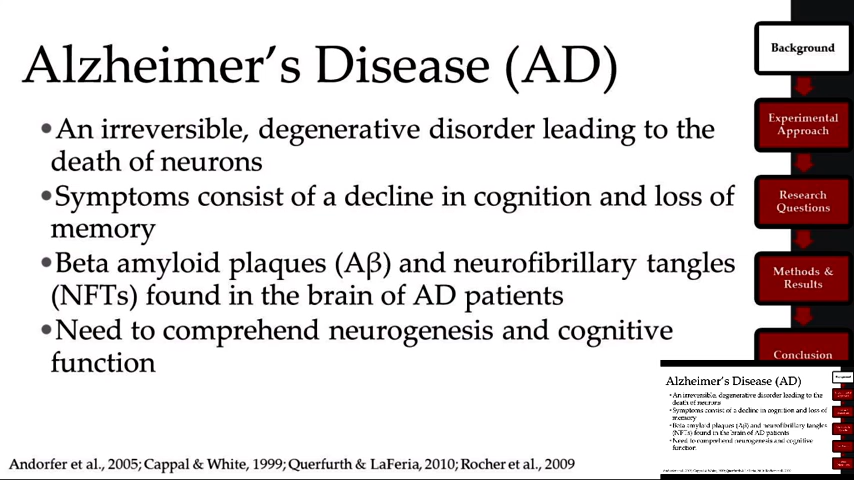 Alzheimer's Disease (AD)
•An irreversible, degenerative disorder leading to the
death of neurons
•Symptoms consist of a decline in cognition and loss of
memory
•Beta amyloid plaques (Aβ) and neurofibrillary tangles
(NFTs) found in the brain of AD patients
•Need to comprehend neurogenesis and cognitive
function
Andorfer et al., 2005; Cappal & White, 1999; Querfurth & LaFeria, 2010; Rocher et al., 2009
Background
Experimental
Approach
Research
Questions
Methods &
Results
Conclusion
Alzheimer's Disease (AD)
•An irreversible, degenerative disorder leading to the
death of neurons
•Symptoms consist of a decline in cognition and loss of
memory
•Beta amyloid plaques (Aβ) and neurofibrillary tangles
(NFTs) found in the brain of AD patients
•Need to comprehend neurogenesis and cognitive
function